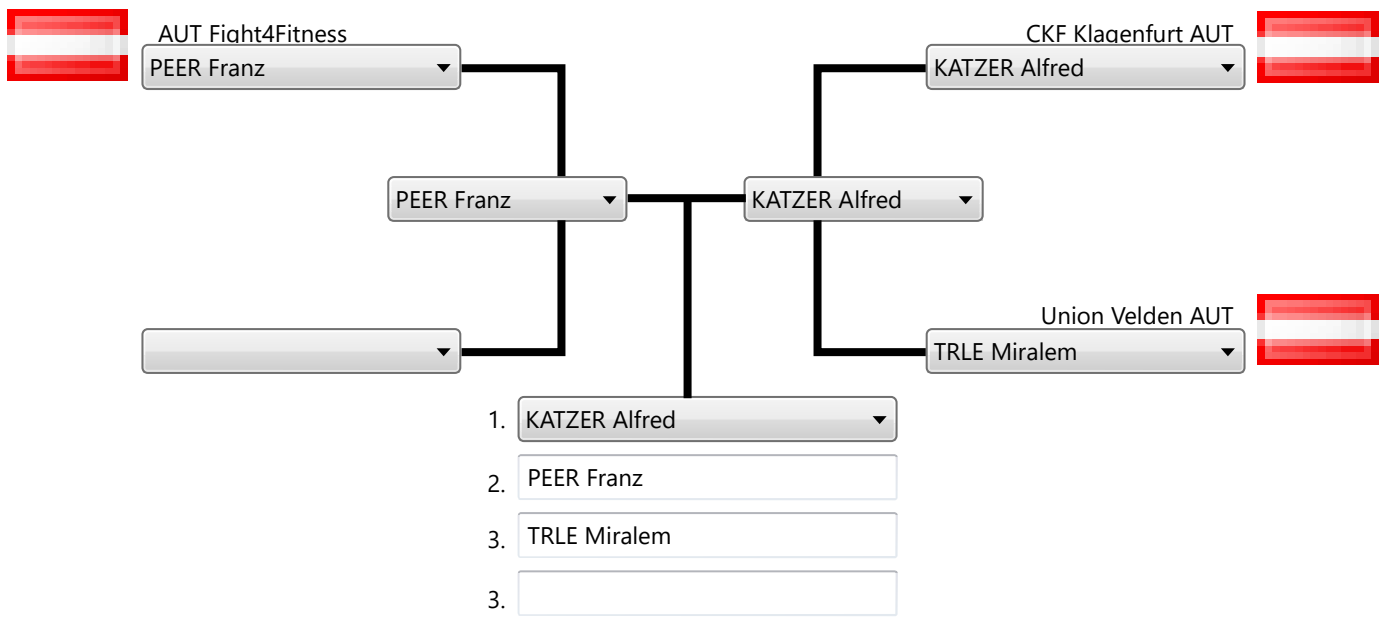 AUT Fight4Fitness
CKF Klagenfurt AUT
PEER Franz
KATZER Alfred
PEER Franz
KATZER Alfred
Union Velden AUT
TRLE Miralem
1. KATZER Alfred
2. PEER Franz
3. TRLE Miralem
3.